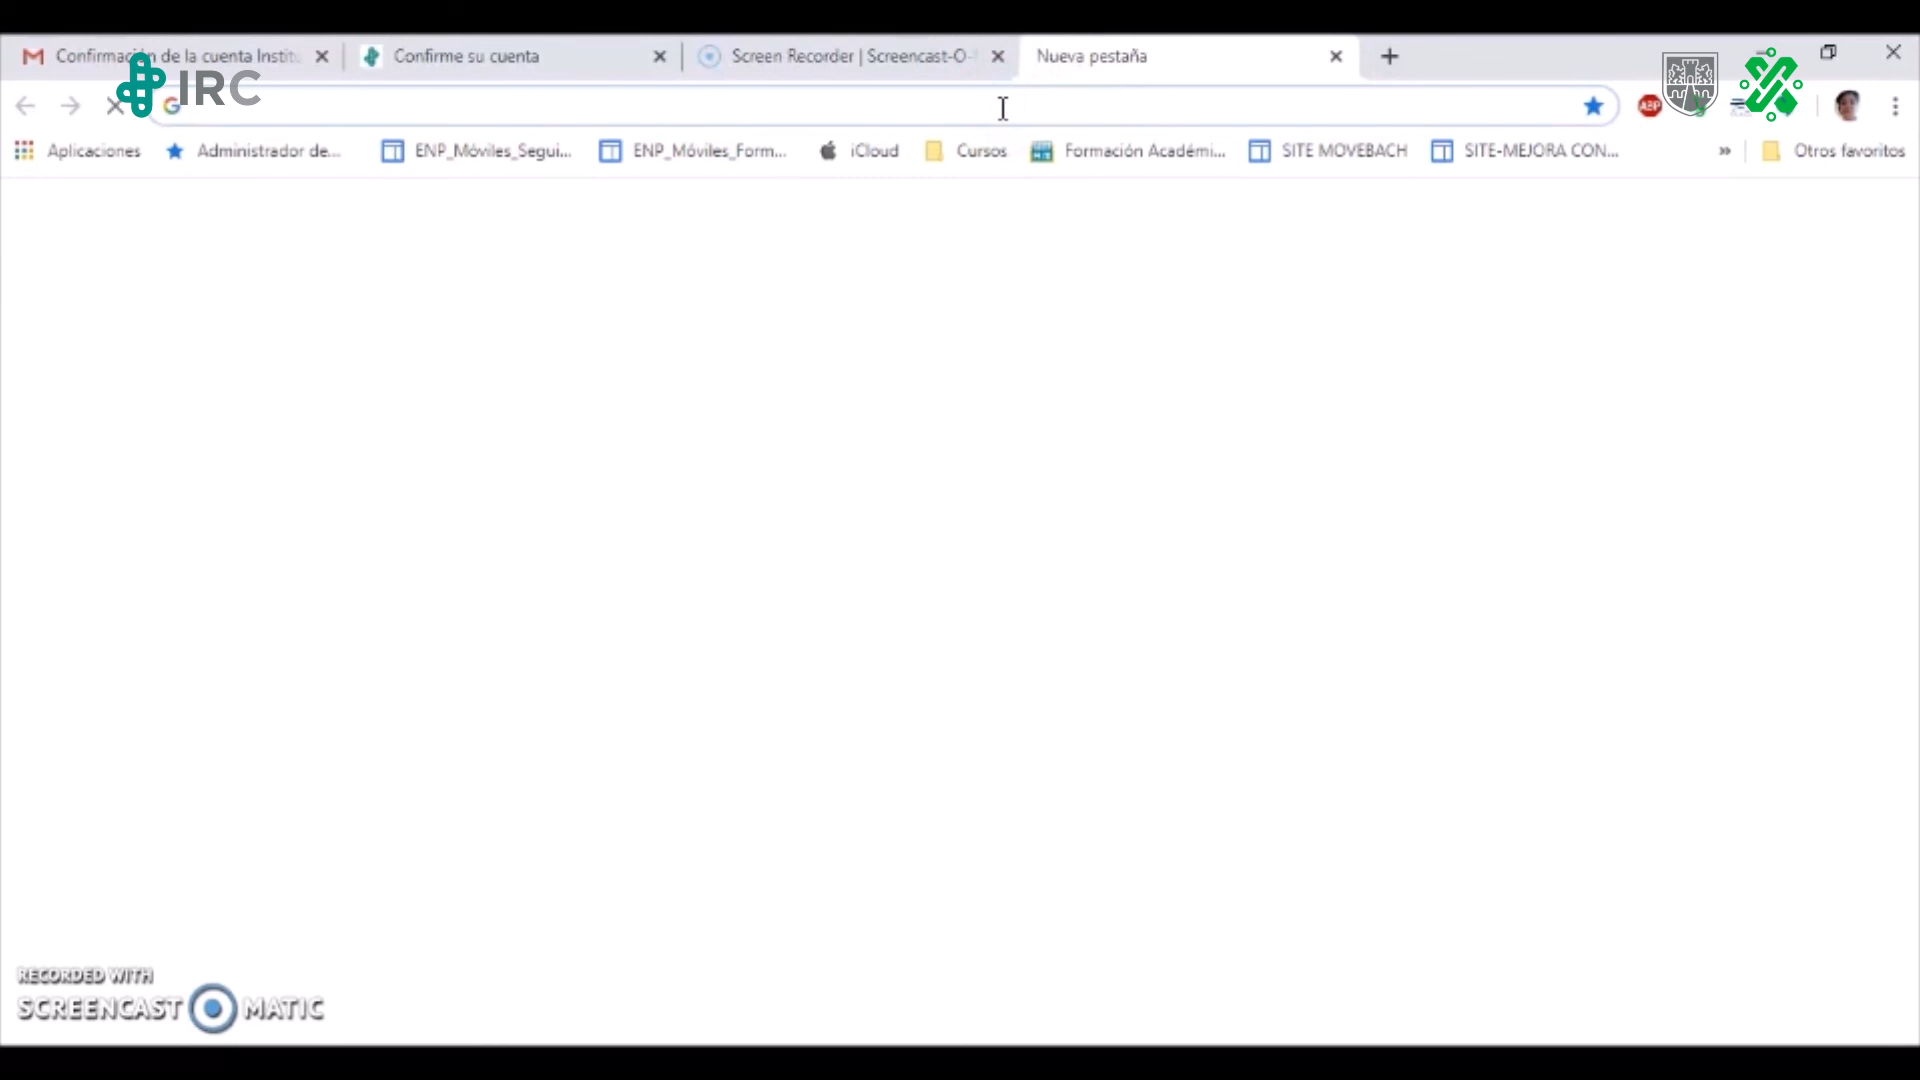 Confirmación de la cuenta Instit
Confirme su cuenta
Screen Recorder | Screencast-O-
Nueva pestaña
IRC
ABP
Aplicaciones
Administrador de...
ENP_Móviles_Segui...
ENP_Móviles_Form...
iCloud
Cursos
Formación Académi...
SITE MOVEBACH
SITE-MEJORA CON...
Otros favoritos
RECORDED WITH
SCREENCAST MATIC